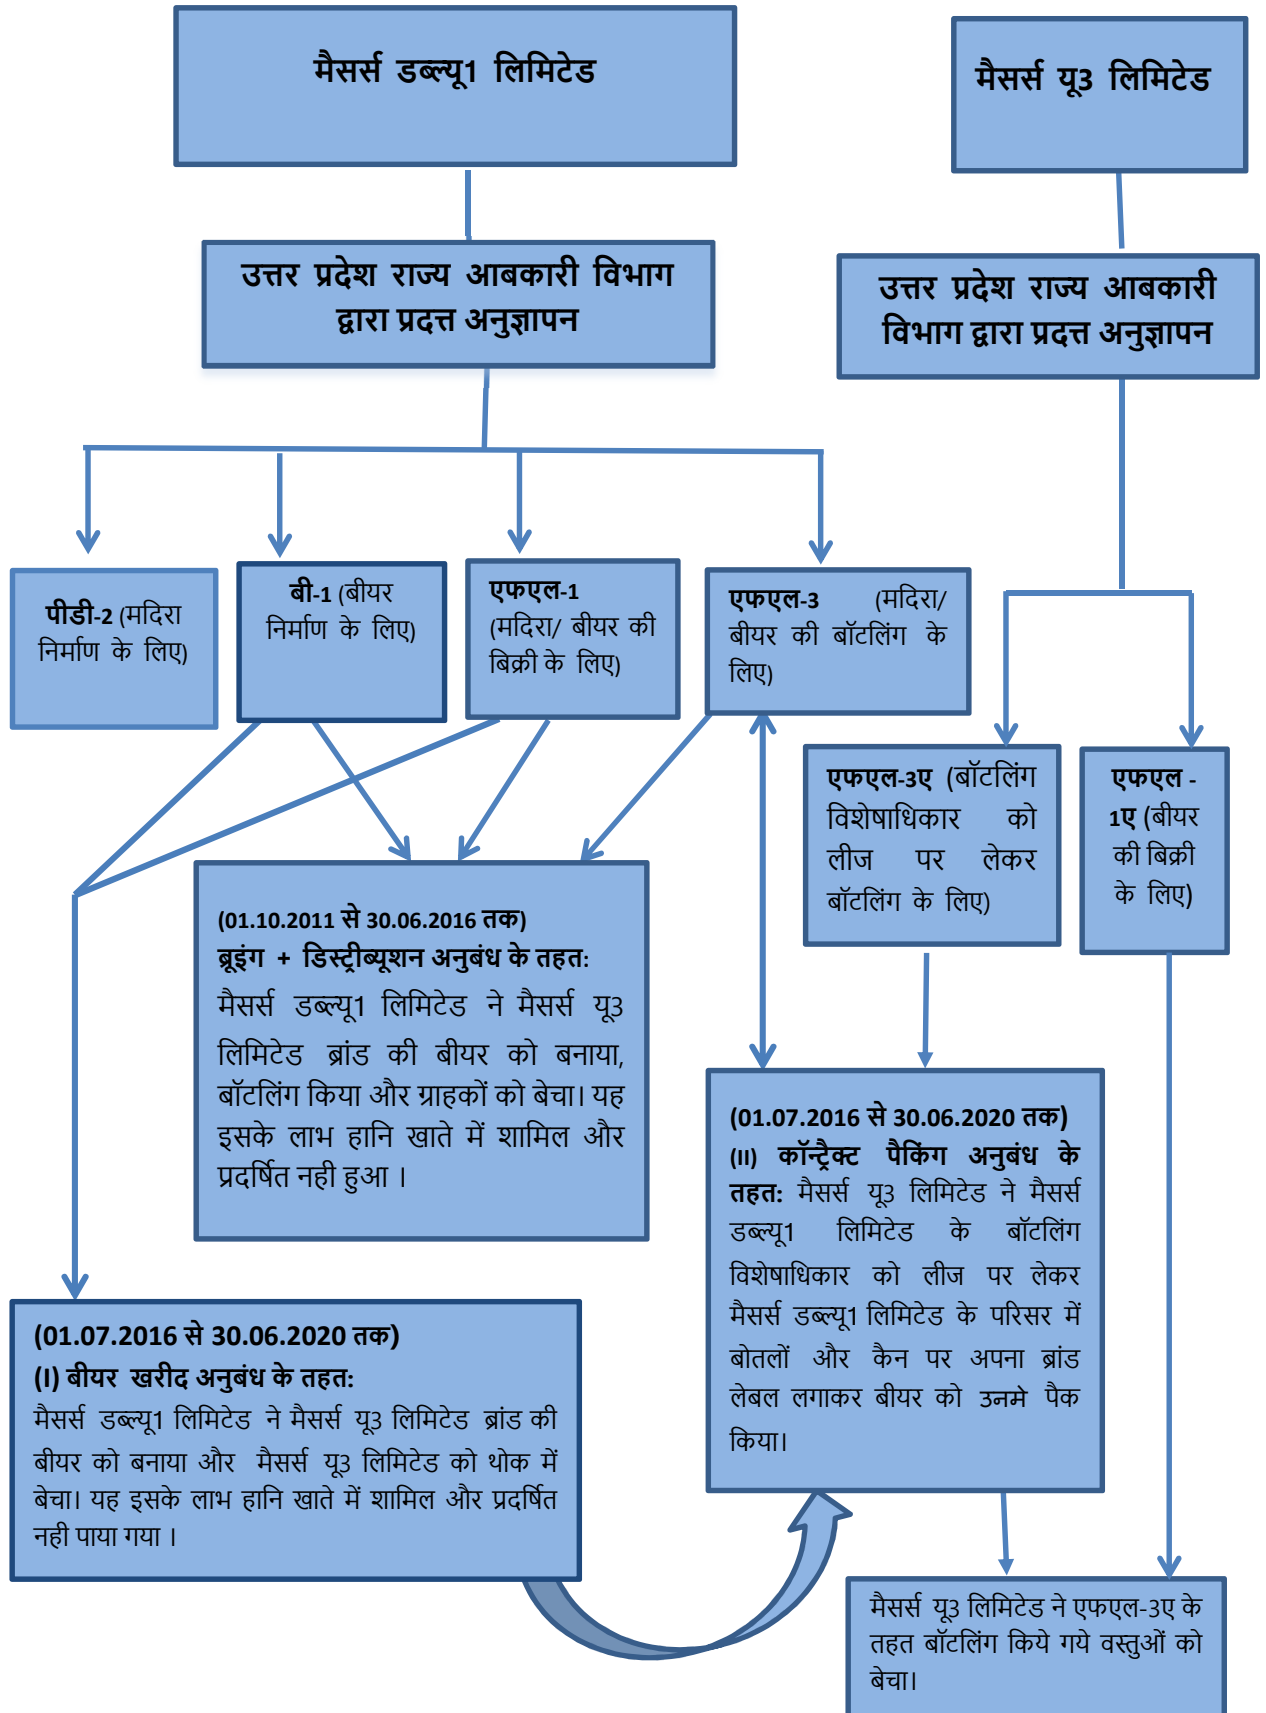 मैसर्स डब्ल्यू1 लिमिटेड
मैसर्स यू3 लिमिटेड
उत्तर प्रदेश राज्य आबकारी विभाग
द्वारा प्रदत्त अनुज्ञापन
उत्तर प्रदेश राज्य आबकारी
विभाग द्वारा प्रदत्त अनुज्ञापन
पीडी-2 (मदिरा
निर्माण के लिए)
बी-1 (बीयर
निर्माण के लिए)
एफएल-1
(मदिरा/ बीयर की
बिक्री के लिए)
एफएल-3 (मदिरा/
बीयर की बॉटलिंग के
लिए)
एफएल-3ए (बॉटलिंग
विशेषाधिकार को
लीज पर लेकर
बॉटलिंग के लिए)
एफएल -
1ए (बीयर
की बिक्री
के लिए)
(01.10.2011 से 30.06.2016 तक)
ब्रूइंग + डिस्ट्रीब्यूशन अनुबंध के तहत:
मैसर्स डब्ल्यू1 लिमिटेड ने मैसर्स यू3
लिमिटेड ब्रांड की बीयर को बनाया,
बॉटलिंग किया और ग्राहकों को बेचा। यह
इसके लाभ हानि खाते में शामिल और
प्रदर्षित नही हुआ ।
(01.07.2016 से 30.06.2020 तक)
(II) कॉन्ट्रैक्ट पैकिंग अनुबंध के
तहत: मैसर्स यू3 लिमिटेड ने मैसर्स
डब्ल्यू1 लिमिटेड के बॉटलिंग
विशेषाधिकार को लीज पर लेकर
मैसर्स डब्ल्यू1 लिमिटेड के परिसर में
बोतलों और कैन पर अपना ब्रांड
लेबल लगाकर बीयर को उनमे पैक
किया।
(01.07.2016 से 30.06.2020 तक)
(I) बीयर खरीद अनुबंध के तहत:
मैसर्स डब्ल्यू1 लिमिटेड ने मैसर्स यू3 लिमिटेड ब्रांड की
बीयर को बनाया और मैसर्स यू3 लिमिटेड को थोक में
बेचा। यह इसके लाभ हानि खाते में शामिल और प्रदर्षित
नही पाया गया ।
मैसर्स यू3 लिमिटेड ने एफएल-3ए के
तहत बॉटलिंग किये गये वस्तुओं को
बेचा।